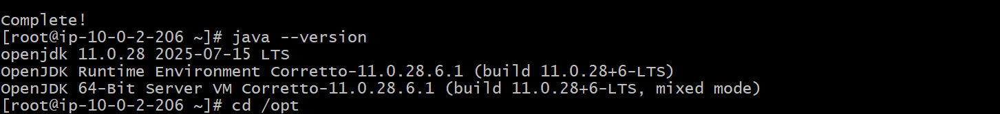 Complete!
[root@ip-10-0-2-206 ~]# java --version
openjdk 11.0.28 2025-07-15 LTS
OpenJDK Runtime Environment Corretto-11.0.28.6.1 (build 11.0.28+6-LTS)
OpenJDK 64-Bit Server VM Corretto-11.0.28.6.1 (build 11.0.28+6-LTS, mixed mode)
[root@ip-10-0-2-206 ~]# cd /opt